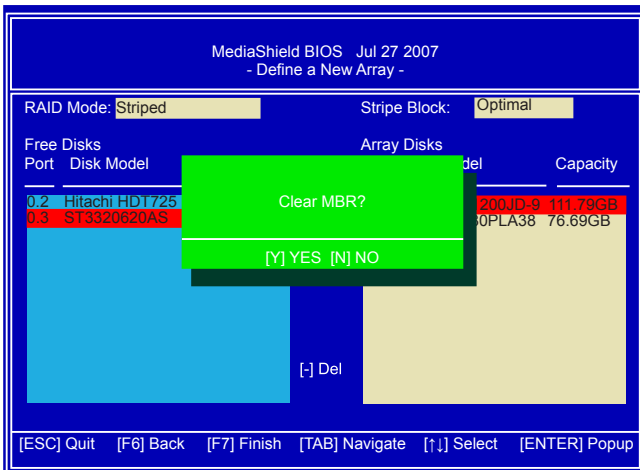 MediaShield BIOS Jul 27 2007
- Define a New Array -
RAID Mode: Striped Stripe Block: Optimal
Free Disks Array Disks
Port Disk Model del Capacity
0.2 Hitachi HDT725 200JD-9 111.79GB
0.3 ST3320620AS 0PLA38 76.69GB
Clear MBR?
[Y] YES [N] NO
[-] Del
[ESC] Quit [F6] Back [F7] Finish [TAB] Navigate [↑↓] Select [ENTER] Popup